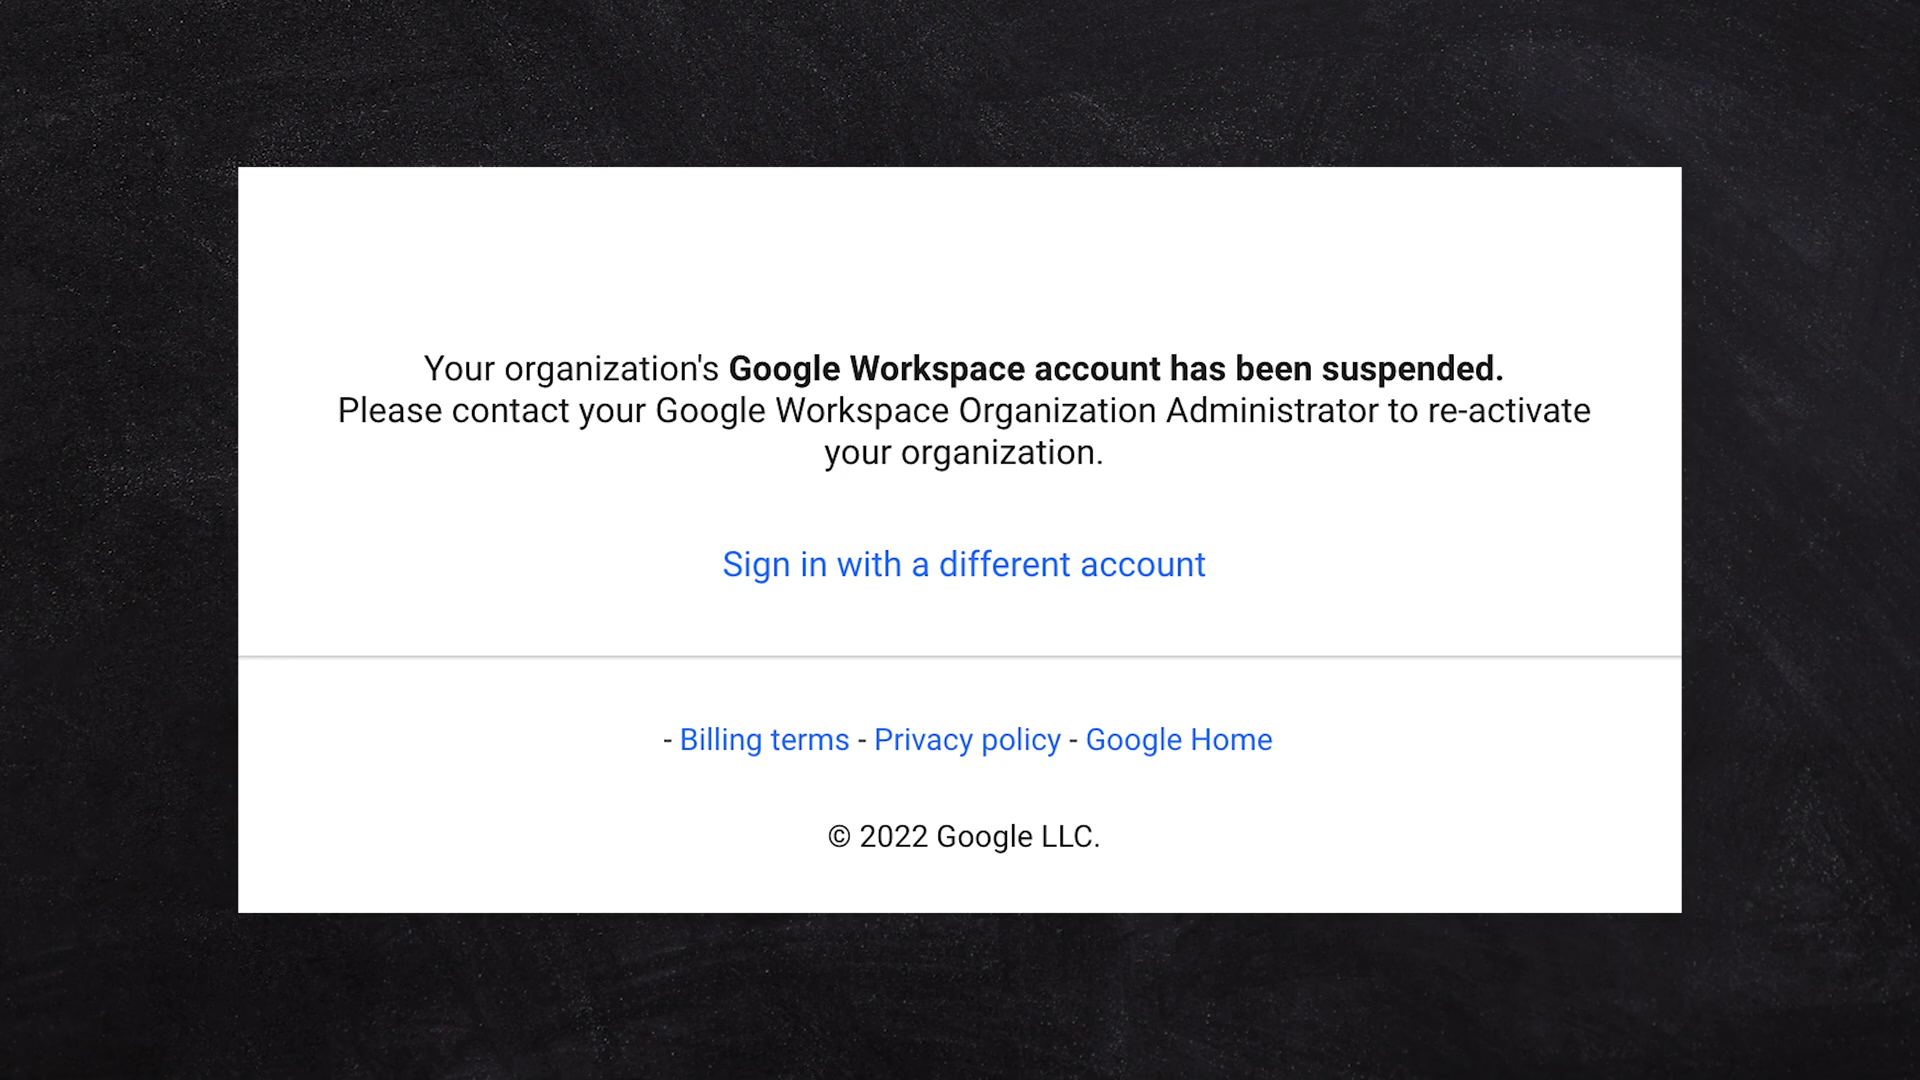 Your organization's Google Workspace account has been suspended.
Please contact your Google Workspace Organization Administrator to re-activate
your organization.
Sign in with a different account
- Billing terms - Privacy policy - Google Home
© 2022 Google LLC.